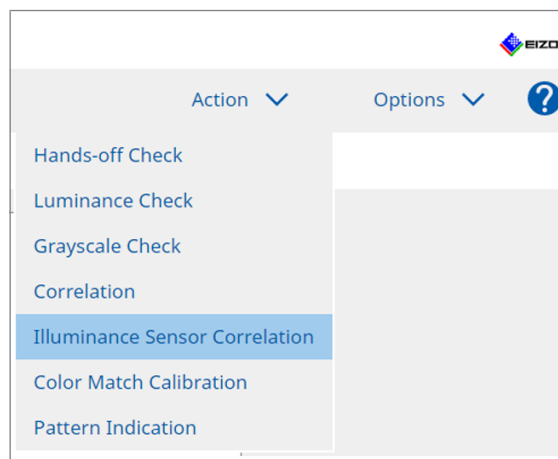 EIZO
Action Options ?
Hands-off Check
Luminance Check
Grayscale Check
Correlation
Illuminance Sensor Correlation
Color Match Calibration
Pattern Indication